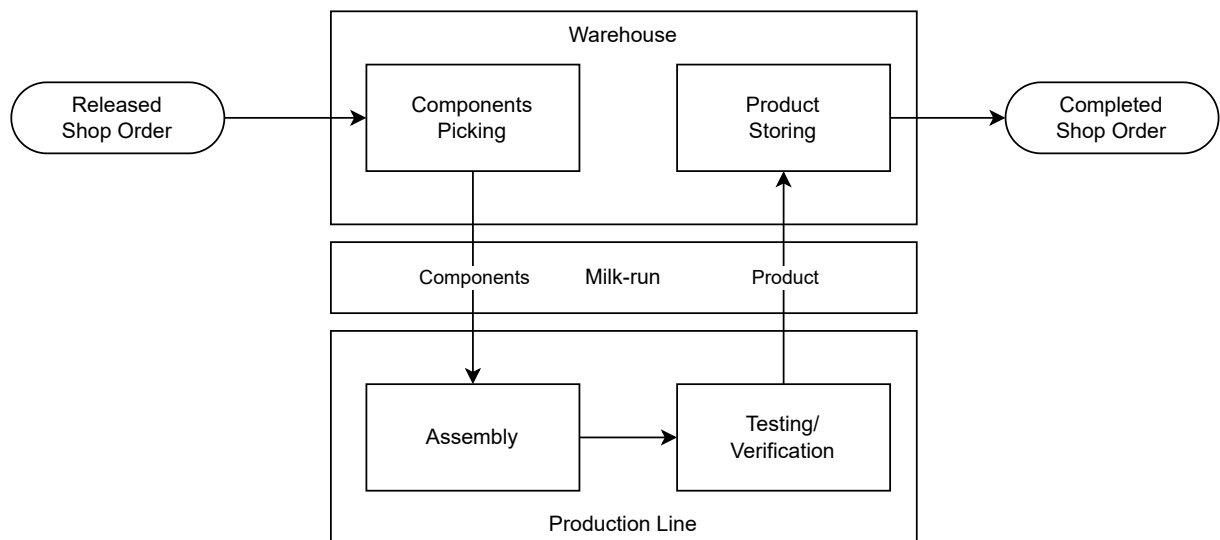 Warehouse
Released
Shop Order
Components
Picking
Product
Storing
Completed
Shop Order
Components
Milk-run
Product
Assembly
Testing/
Verification
Production Line